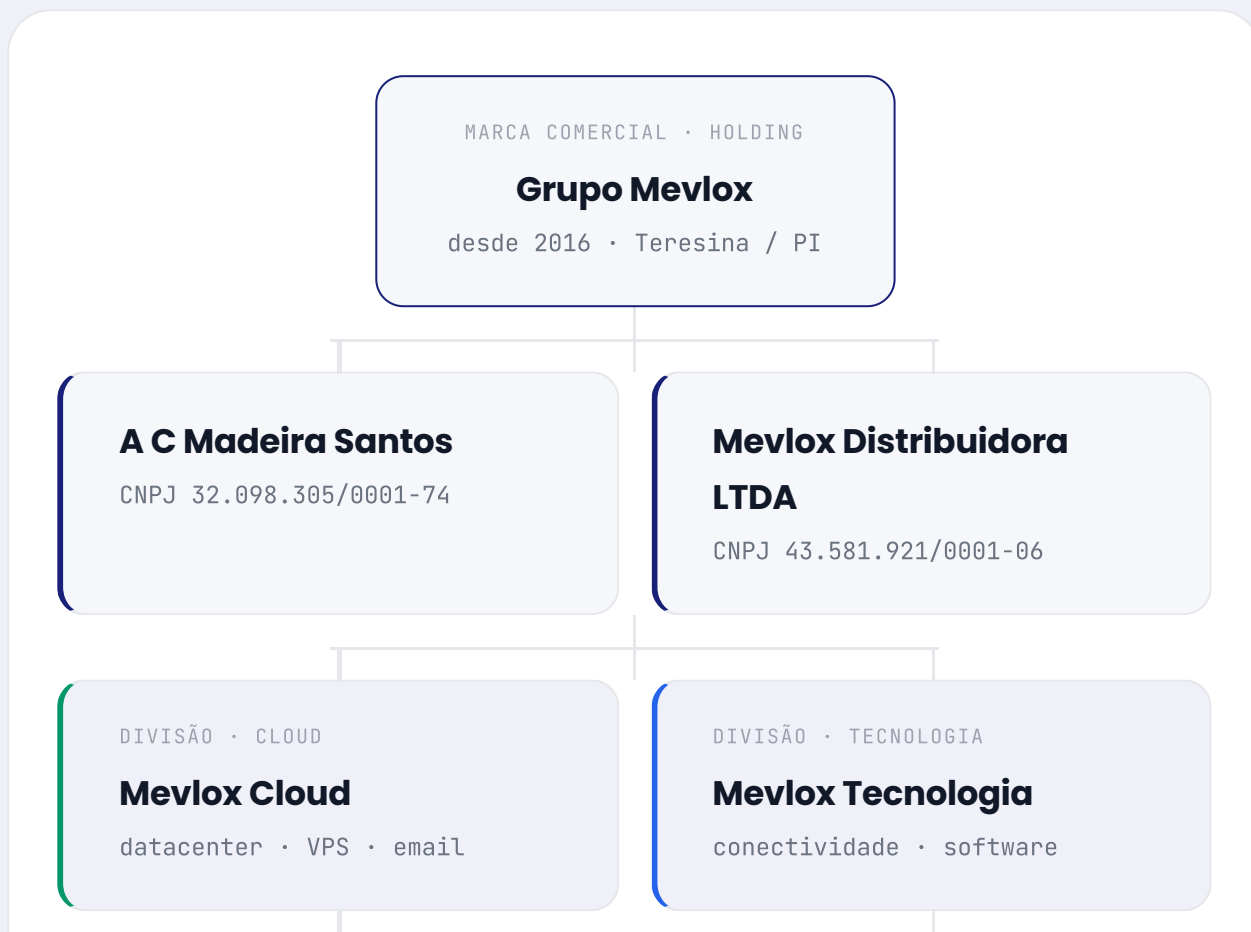 MARCA COMERCIAL · HOLDING
Grupo Mevlox
desde 2016 · Teresina / PI
A C Madeira Santos
CNPJ 32.098.305/0001-74
Mevlox Distribuidora
LTDA
CNPJ 43.581.921/0001-06
DIVISÃO · CLOUD
Mevlox Cloud
datacenter · VPS · email
DIVISÃO · TECNOLOGIA
Mevlox Tecnologia
conectividade · software